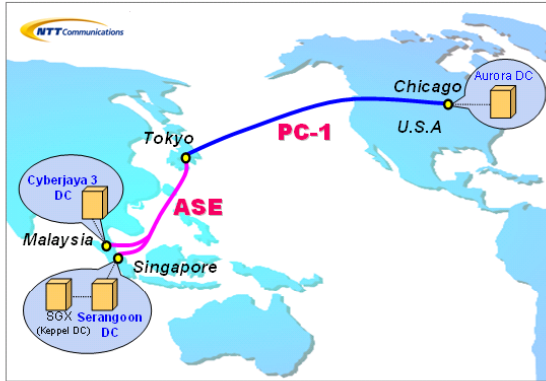 NTT Communications
Aurora DC
Chicago
U.S.A
PC-1
Tokyo
Cyberjaya 3
DC
ASE
Malaysia
Singapore
SGX
(Keppel DC)
Serangoon
DC